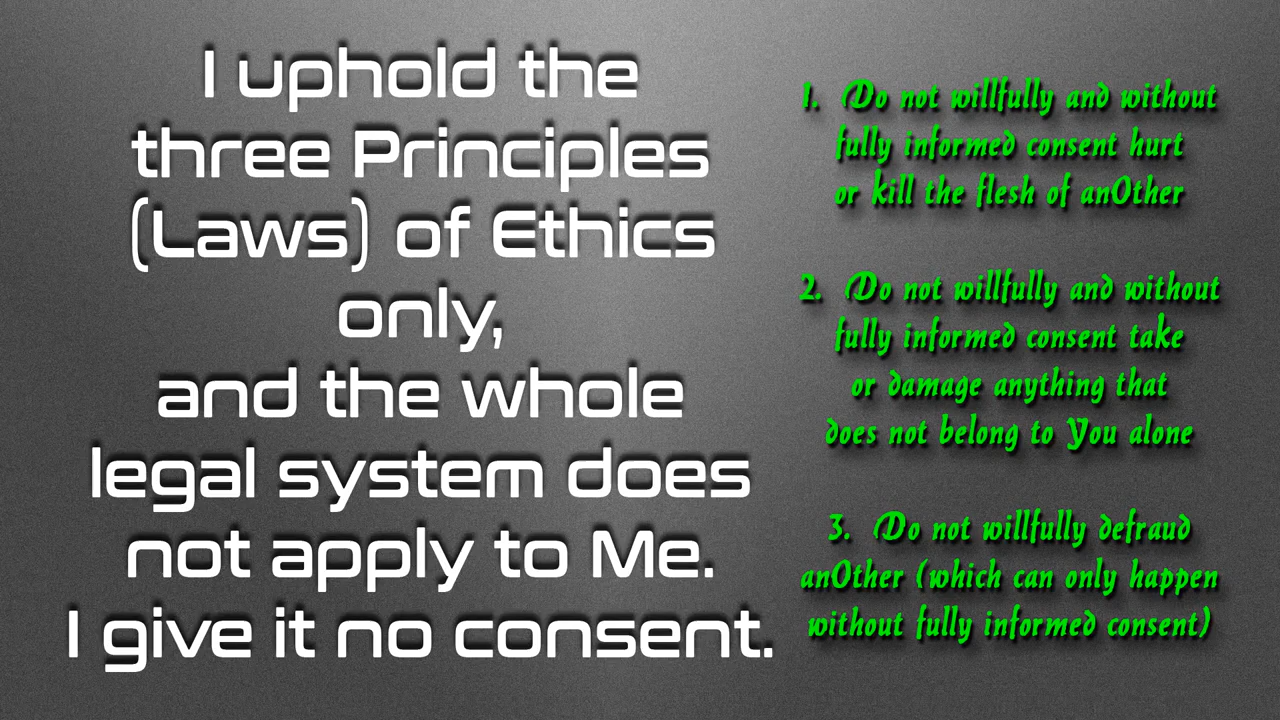 I uphold the
three Principles
(Laws) of Ethics
only,
and the whole
legal system does
not apply to Me.
I give it no consent.
1. Do not willfully and without
fully informed consent hurt
or kill the flesh of anOther
2. Do not willfully and without
fully informed consent take
or damage anything that
does not belong to You alone
3. Do not willfully defraud
anOther (which can only happen
without fully informed consent)